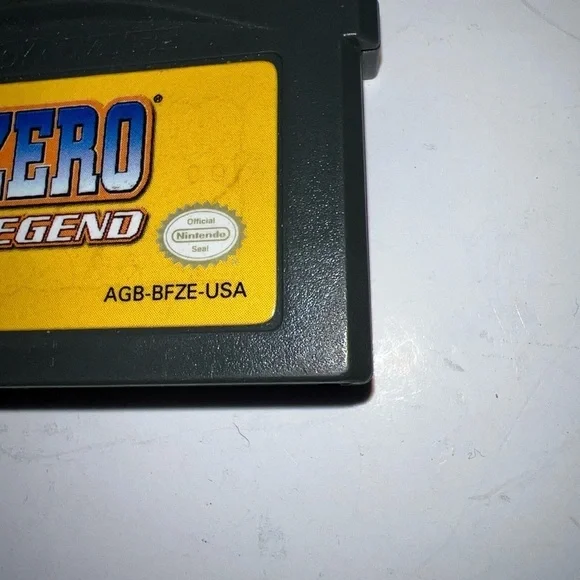 ZERO®
EGEND
Official
Nintendo
Seal
AGB-BFZE-USA